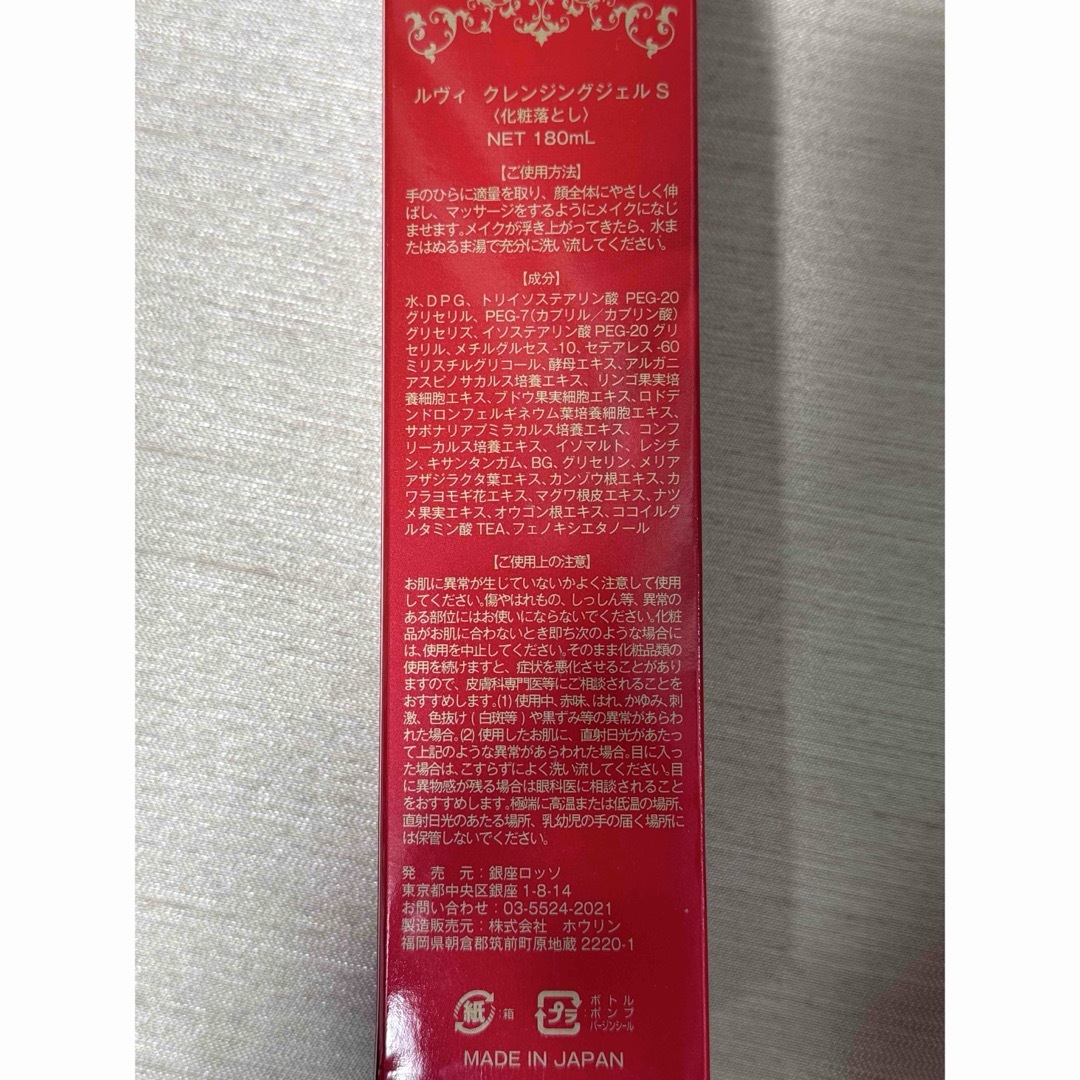 ルヴィ クレンジングジェル S
〈化粧落とし〉
NET 180mL
【ご使用方法】
手のひらに適量を取り、顔全体にやさしく伸
ばし、マッサージをするようにメイクになじ
ませます。メイクが浮き上がってきたら、水ま
たはぬるま湯で充分に洗い流してください。
【成分】
水、DPG、トリイソステアリン酸 PEG-20
グリセリル、PEG-7(カプリル/カプリン酸)
グリセリズ、イソステアリン酸 PEG-20 グリ
セリル、メチルグルセス -10、セテアレス -60
ミリスチルグリコール、酵母エキス、アルガニ
アスピノサカルス培養エキス、リンゴ果実培
養細胞エキス、ブドウ果実細胞エキス、ロドデ
ンドロンフェルギネウム葉培養細胞エキス、
サポナリアプミラカルス培養エキス、コンフ
リーカルス培養エキス、イソマルト、レシチ
ン、キサンタンガム、BG、グリセリン、メリア
アザジラクタ葉エキス、カンゾウ根エキス、カ
ワラヨモギ花エキス、マグワ根皮エキス、ナツ
メ果実エキス、オウゴン根エキス、ココイルグ
ルタミン酸 TEA、フェノキシエタノール
【ご使用上の注意】
お肌に異常が生じていないかよく注意して使用
してください。傷やはれもの、しっしん等、異常の
ある部位にはお使いにならないでください。化粧
品がお肌に合わないとき即ち次のような場合に
は、使用を中止してください。そのまま化粧品類の
使用を続けますと、症状を悪化させることがあり
ますので、皮膚科専門医等にご相談されることを
おすすめします。(1) 使用中、赤味、はれ、かゆみ、刺
激、色抜け ( 白斑等 ) や黒ずみ等の異常があらわ
れた場合。(2) 使用したお肌に、直射日光があたっ
て上記のような異常があらわれた場合。目に入っ
た場合は、こすらずによく洗い流してください。目
に異物感が残る場合は眼科医に相談されること
をおすすめします。極端に高温または低温の場所、
直射日光のあたる場所、乳幼児の手の届く場所に
は保管しないでください。
発 売 元：銀座ロッソ
東京都中央区銀座 1-8-14
お問い合わせ：03-5524-2021
製造販売元：株式会社 ホウリン
福岡県朝倉郡筑前町原地蔵 2220-1
紙：箱
プラ ボトル
ポンプ
バージンシール
MADE IN JAPAN